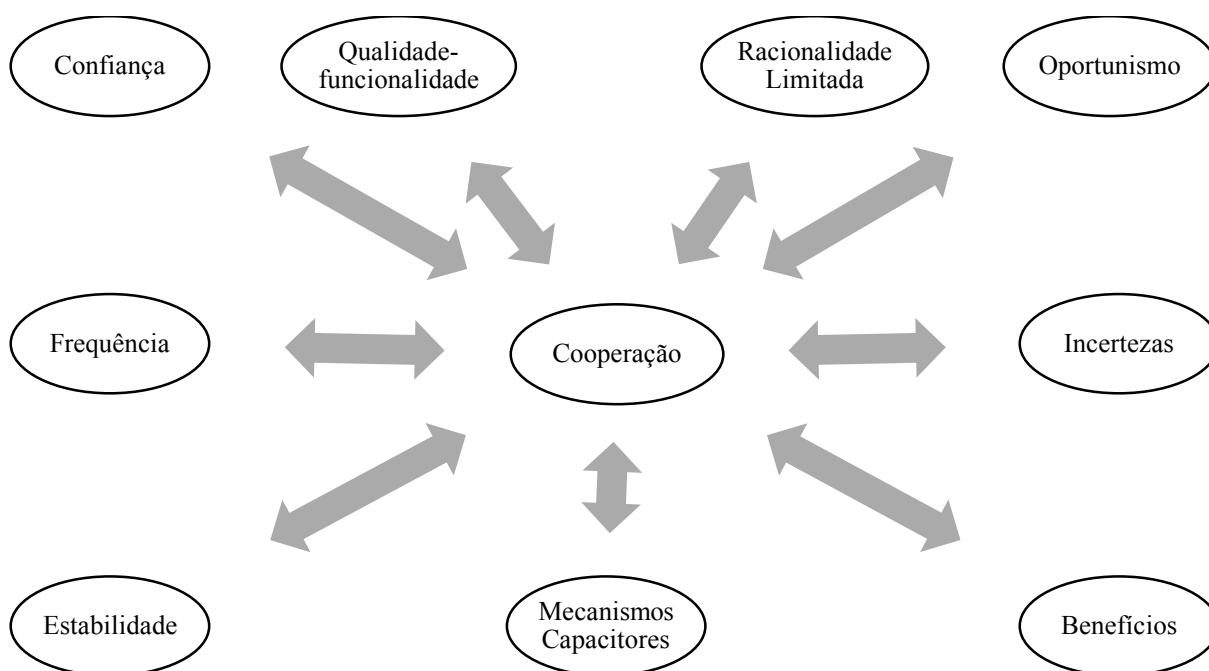 Confiança
Qualidade-
funcionalidade
Racionalidade
Limitada
Oportunismo
Frequência
Cooperação
Incertezas
Estabilidade
Mecanismos
Capacitores
Benefícios